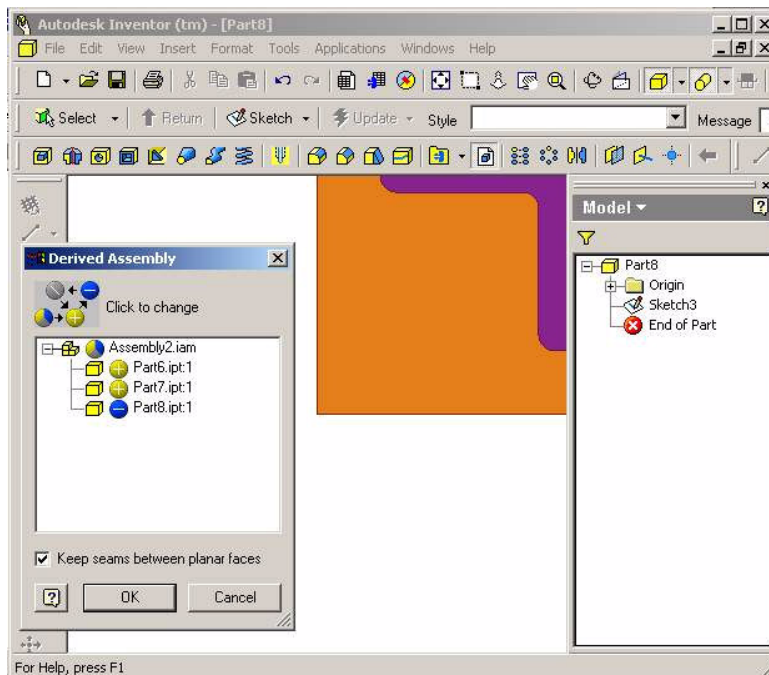 Autodesk Inventor (tm) - [Part8]
File Edit View Insert Format Tools Applications Windows Help
Select Return Sketch Update Style Message
Model
Part8
Origin
Sketch3
End of Part
Derived Assembly
Click to change
Assembly2.iam
Part6.ipt:1
Part7.ipt:1
Part8.ipt:1
Keep seams between planar faces
OK Cancel
For Help, press F1